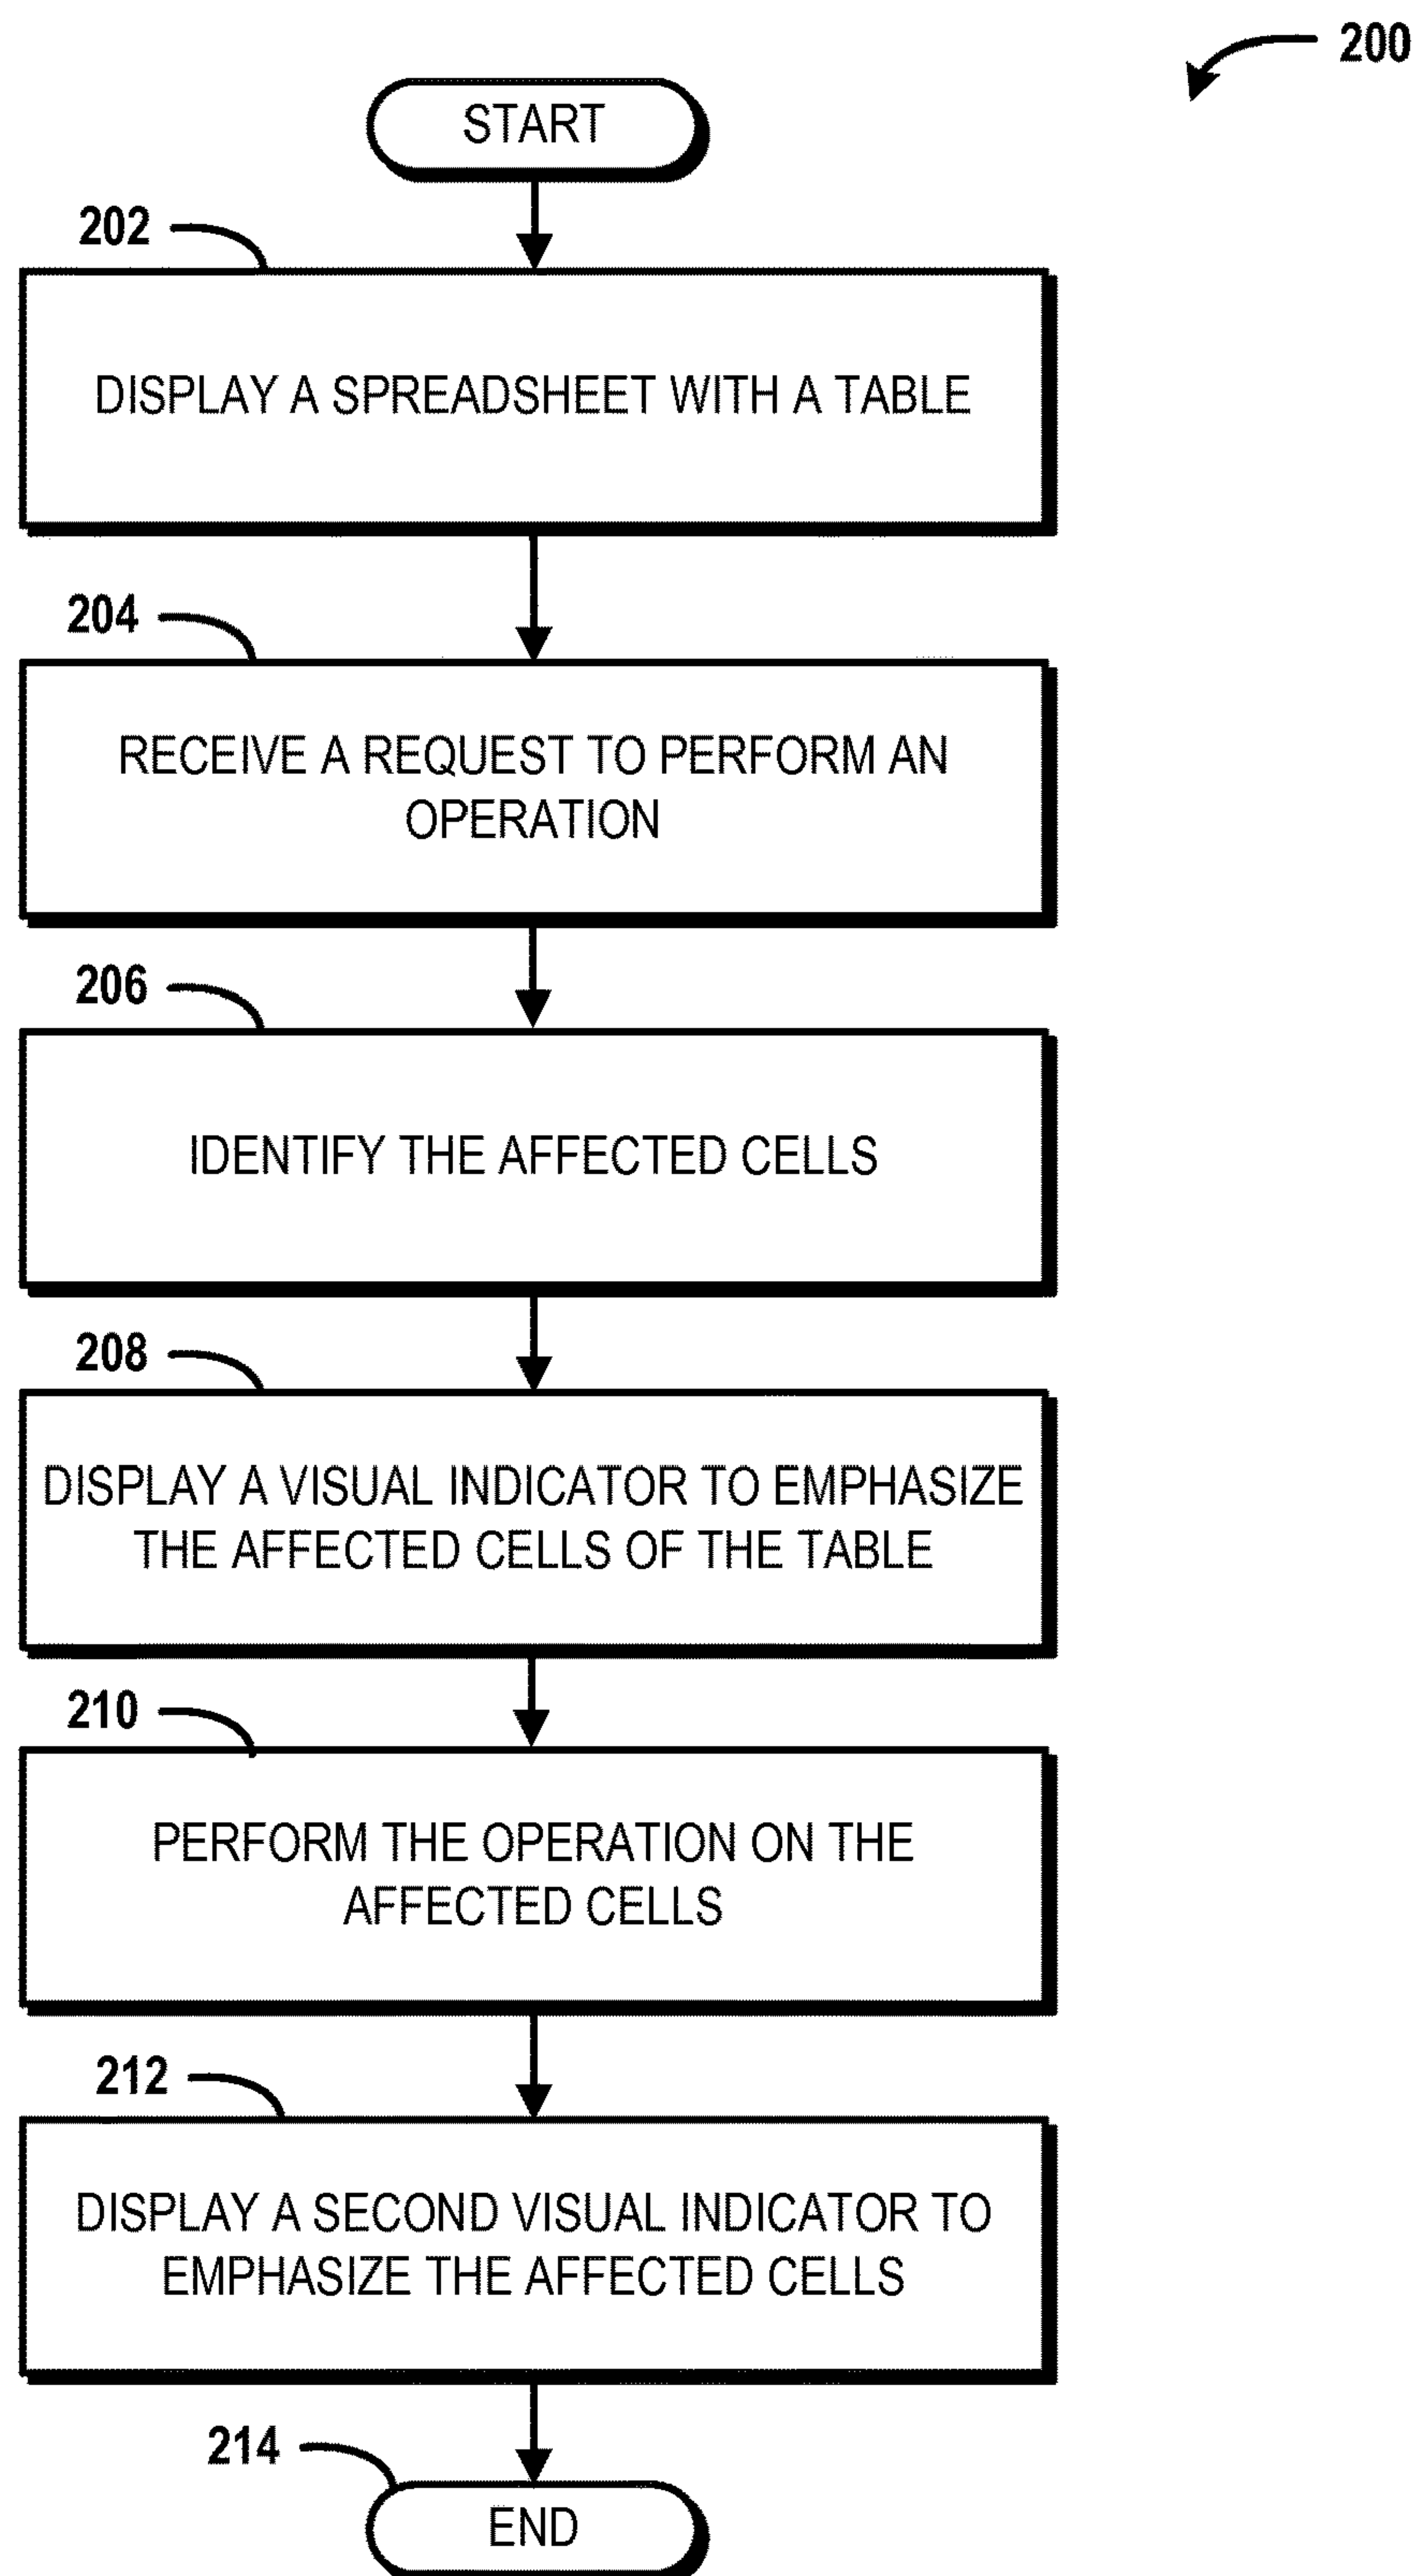 200
START
202
DISPLAY A SPREADSHEET WITH A TABLE
204
RECEIVE A REQUEST TO PERFORM AN
OPERATION
206
IDENTIFY THE AFFECTED CELLS
208
DISPLAY A VISUAL INDICATOR TO EMPHASIZE
THE AFFECTED CELLS OF THE TABLE
210
PERFORM THE OPERATION ON THE
AFFECTED CELLS
212
DISPLAY A SECOND VISUAL INDICATOR TO
EMPHASIZE THE AFFECTED CELLS
214
END